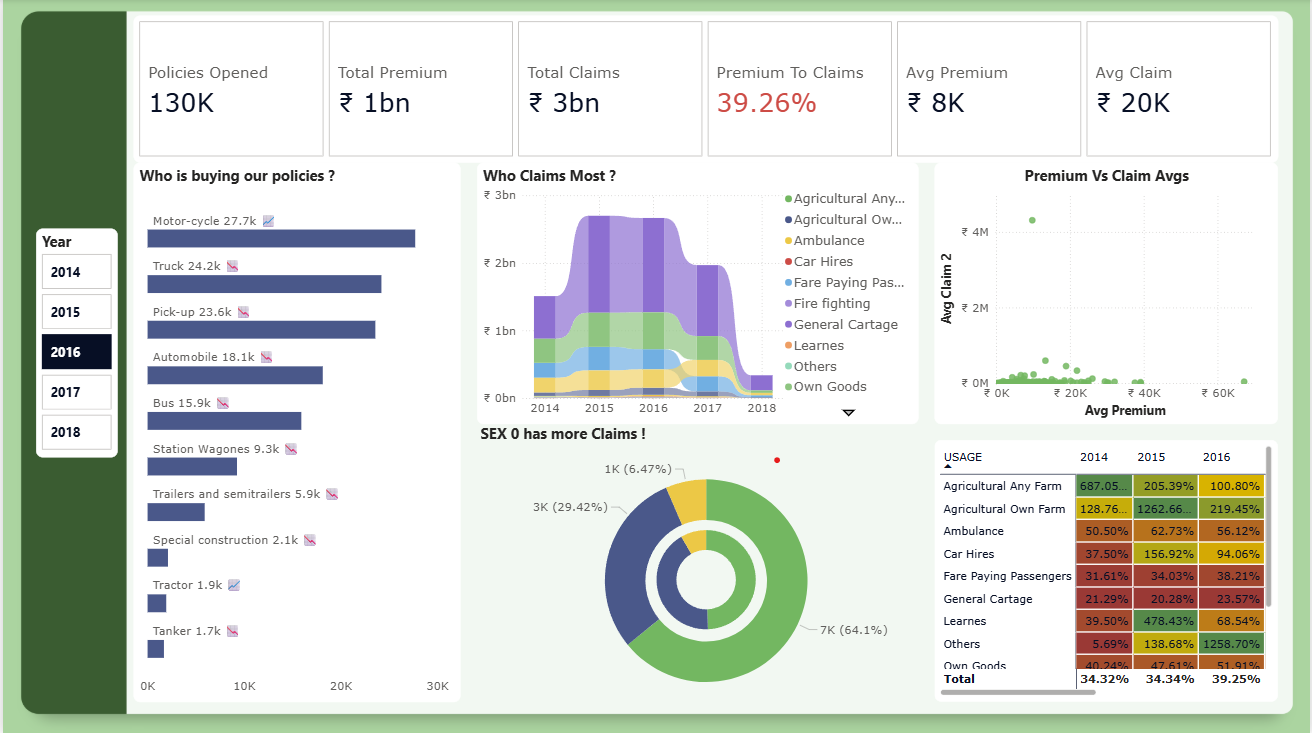 Policies Opened
130K
Total Premium
₹ 1bn
Total Claims
₹ 3bn
Premium To Claims
39.26%
Avg Premium
₹ 8K
Avg Claim
₹ 20K
Year
2014
2015
2016
2017
2018
Who is buying our policies ?
Motor-cycle 27.7k
Truck 24.2k
Pick-up 23.6k
Automobile 18.1k
Bus 15.9k
Station Wagones 9.3k
Trailers and semitrailers 5.9k
Special construction 2.1k
Tractor 1.9k
Tanker 1.7k
0K 10K 20K 30K
Who Claims Most ?
₹ 3bn
₹ 2bn
₹ 1bn
₹ 0bn
2014 2015 2016 2017 2018
Agricultural Any...
Agricultural Ow...
Ambulance
Car Hires
Fare Paying Pas...
Fire fighting
General Cartage
Learnes
Others
Own Goods
SEX 0 has more Claims !
1K (6.47%)
3K (29.42%)
7K (64.1%)
Premium Vs Claim Avgs
Avg Claim 2
₹ 4M
₹ 2M
₹ 0M
₹ 0K ₹ 20K ₹ 40K ₹ 60K
Avg Premium
USAGE 2014 2015 2016
Agricultural Any Farm 687.05... 205.39% 100.80%
Agricultural Own Farm 128.76... 1262.66... 219.45%
Ambulance 50.50% 62.73% 56.12%
Car Hires 37.50% 156.92% 94.06%
Fare Paying Passengers 31.61% 34.03% 38.21%
General Cartage 21.29% 20.28% 23.57%
Learnes 39.50% 478.43% 68.54%
Others 5.69% 138.68% 1258.70%
Own Goods 40.24% 47.61% 51.91%
Total 34.32% 34.34% 39.25%